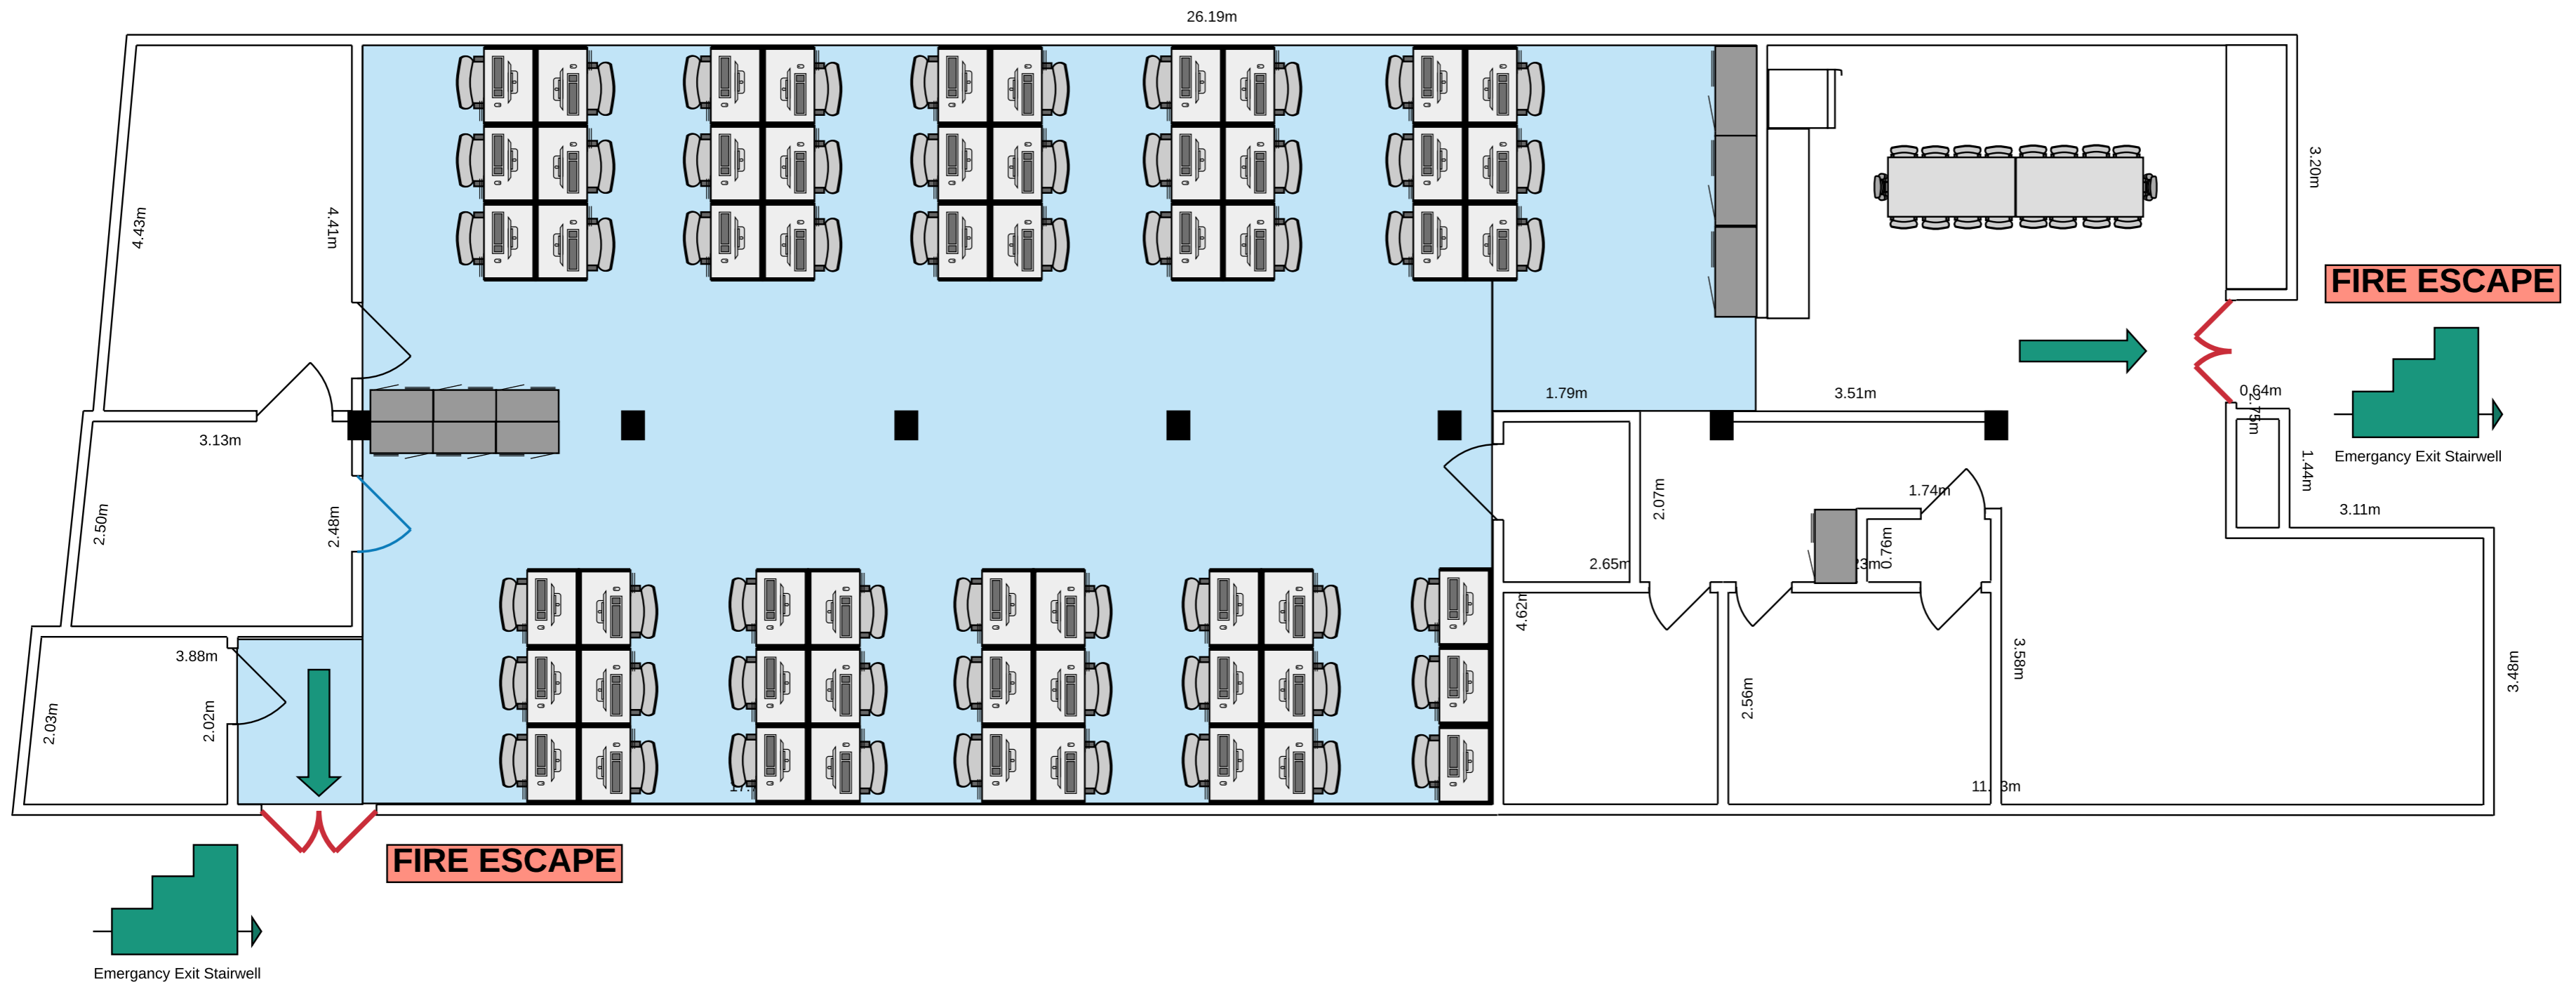 26.19m
3.20m
4.43m
4.41m
FIRE ESCAPE
1.79m
3.51m
0.64m
2.75m
3.13m
Emergancy Exit Stairwell
1.44m
1.74m
2.07m
3.11m
2.50m
2.48m
0.76m
2.65m
4.62m
3.88m
3.58m
3.48m
2.56m
2.03m
2.02m
FIRE ESCAPE
Emergancy Exit Stairwell